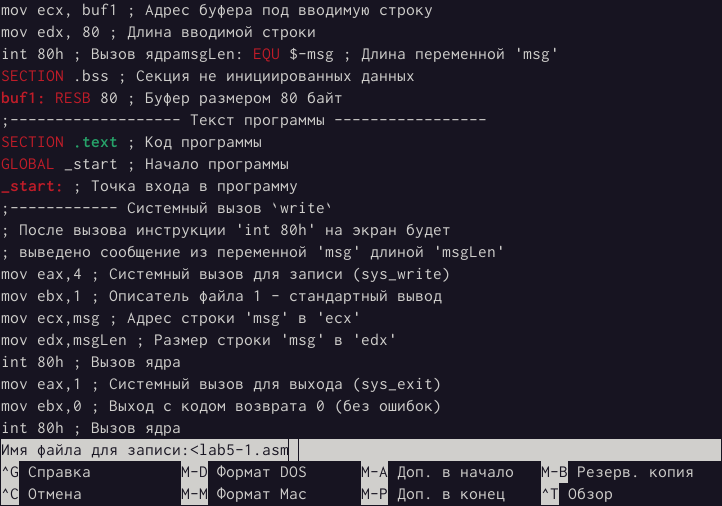 mov ecx, buf1 ; Адрес буфера под вводимую строку
mov edx, 80 ; Длина вводимой строки
int 80h ; Вызов ядраmsgLen: EQU $-msg ; Длина переменной 'msg'
SECTION .bss ; Секция не инициированных данных
buf1: RESB 80 ; Буфер размером 80 байт
;------------------- Текст программы -----------------
SECTION .text ; Код программы
GLOBAL _start ; Начало программы
_start: ; Точка входа в программу
;------------ Системный вызов `write`
; После вызова инструкции 'int 80h' на экран будет
; выведено сообщение из переменной 'msg' длиной 'msgLen'
mov eax,4 ; Системный вызов для записи (sys_write)
mov ebx,1 ; Описатель файла 1 - стандартный вывод
mov ecx,msg ; Адрес строки 'msg' в 'ecx'
mov edx,msgLen ; Размер строки 'msg' в 'edx'
int 80h ; Вызов ядра
mov eax,1 ; Системный вызов для выхода (sys_exit)
mov ebx,0 ; Выход с кодом возврата 0 (без ошибок)
int 80h ; Вызов ядра
Имя файла для записи:<lab5-1.asm
^G Справка M-D Формат DOS M-A Доп. в начало M-B Резерв. копия
^C Отмена M-M Формат Mac M-P Доп. в конец ^T Обзор